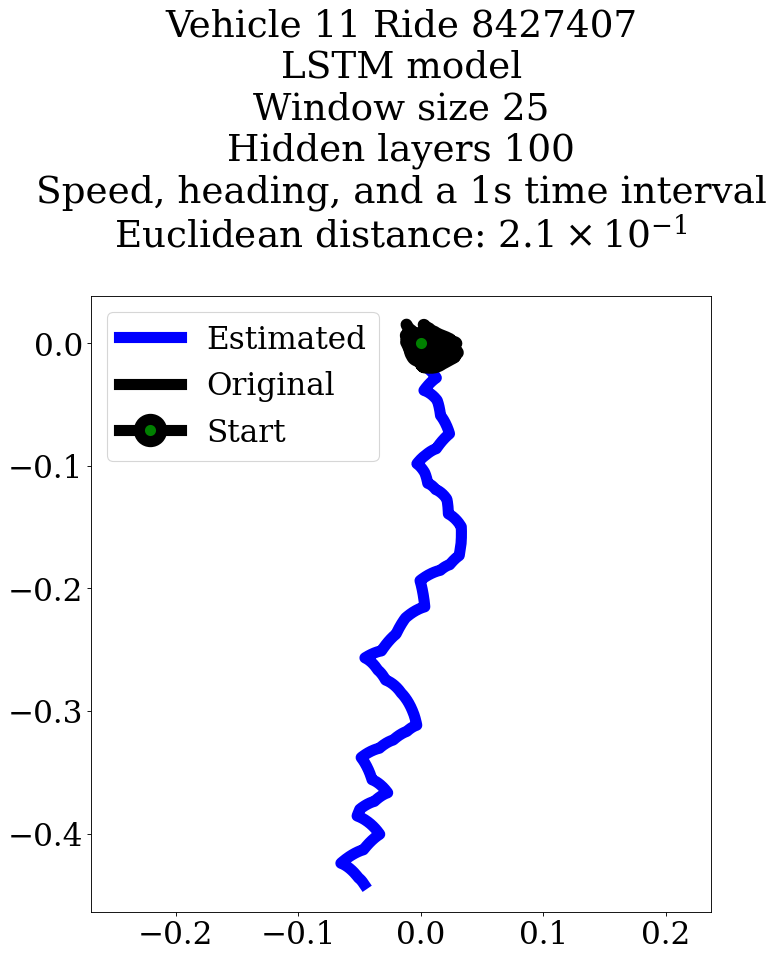 Vehicle 11 Ride 8427407
LSTM model
Window size 25
Hidden layers 100
Speed, heading, and a 1s time interval
Euclidean distance: 2.1 × 10⁻¹
Estimated
Original
Start
0.0
−0.1
−0.2
−0.3
−0.4
−0.2 −0.1 0.0 0.1 0.2